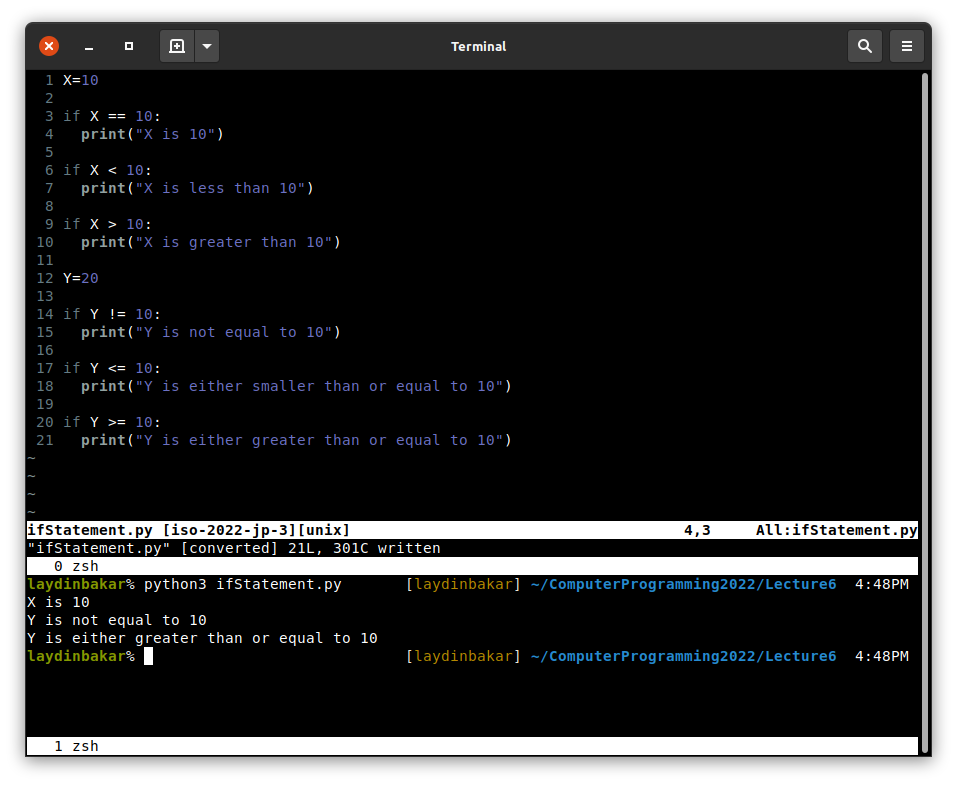 Terminal
1 X=10
2
3 if X == 10:
4   print("X is 10")
5
6 if X < 10:
7   print("X is less than 10")
8
9 if X > 10:
10   print("X is greater than 10")
11
12 Y=20
13
14 if Y != 10:
15   print("Y is not equal to 10")
16
17 if Y <= 10:
18   print("Y is either smaller than or equal to 10")
19
20 if Y >= 10:
21   print("Y is either greater than or equal to 10")
~
~
~
~
ifStatement.py [iso-2022-jp-3][unix] 4,3 All:ifStatement.py
"ifStatement.py" [converted] 21L, 301C written
0 zsh
laydinbakar% python3 ifStatement.py [laydinbakar] ~/ComputerProgramming2022/Lecture6 4:48PM
X is 10
Y is not equal to 10
Y is either greater than or equal to 10
laydinbakar% [laydinbakar] ~/ComputerProgramming2022/Lecture6 4:48PM
1 zsh